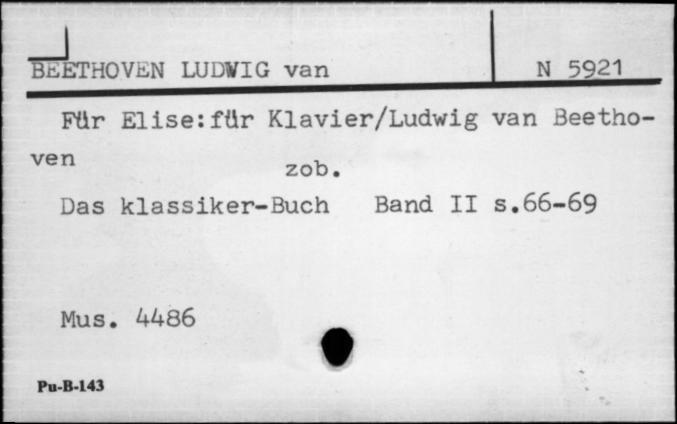 BEETHOVEN LUDWIG van N 5921
Für Elise:für Klavier/Ludwig van Beetho-
ven
zob.
Das klassiker-Buch Band II s.66-69
Mus. 4486
Pu-B-143